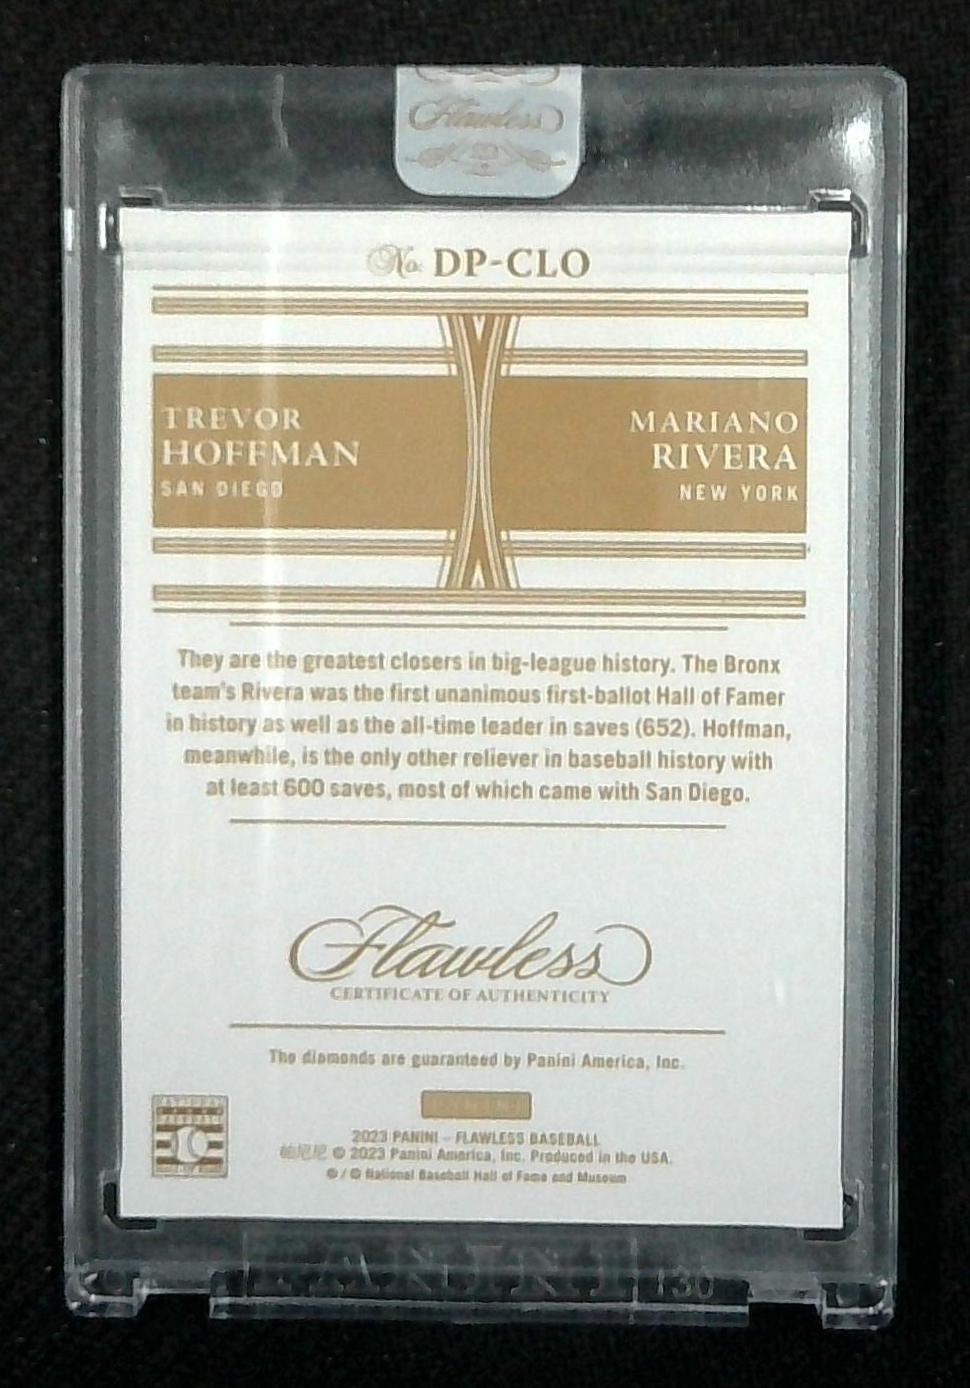 Flawless
No. DP-CLO
TREVOR
HOFFMAN
SAN DIEGO
MARIANO
RIVERA
NEW YORK
They are the greatest closers in big-league history. The Bronx
team's Rivera was the first unanimous first-ballot Hall of Famer
in history as well as the all-time leader in saves (652). Hoffman,
meanwhile, is the only other reliever in baseball history with
at least 600 saves, most of which came with San Diego.
Flawless
CERTIFICATE OF AUTHENTICITY
The diamonds are guaranteed by Panini America, Inc.
2023 PANINI – FLAWLESS BASEBALL
帕尼尼 © 2023 Panini America, Inc. Produced in the USA.
© / ® National Baseball Hall of Fame and Museum
PANINI 130